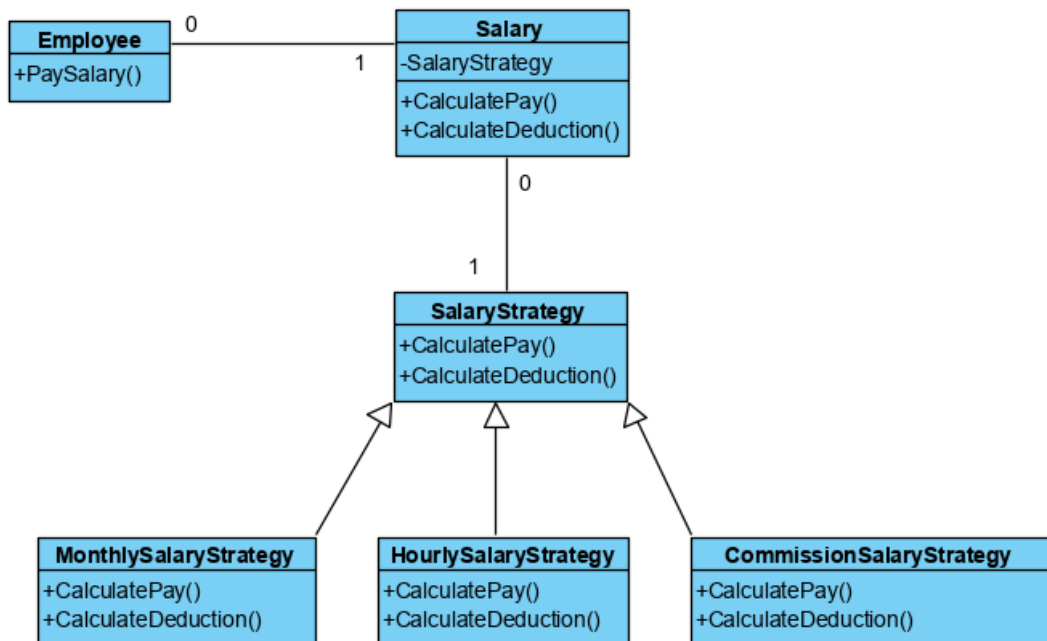 Employee
+PaySalary()
0
1
Salary
-SalaryStrategy
+CalculatePay()
+CalculateDeduction()
0
1
SalaryStrategy
+CalculatePay()
+CalculateDeduction()
MonthlySalaryStrategy
+CalculatePay()
+CalculateDeduction()
HourlySalaryStrategy
+CalculatePay()
+CalculateDeduction()
CommissionSalaryStrategy
+CalculatePay()
+CalculateDeduction()